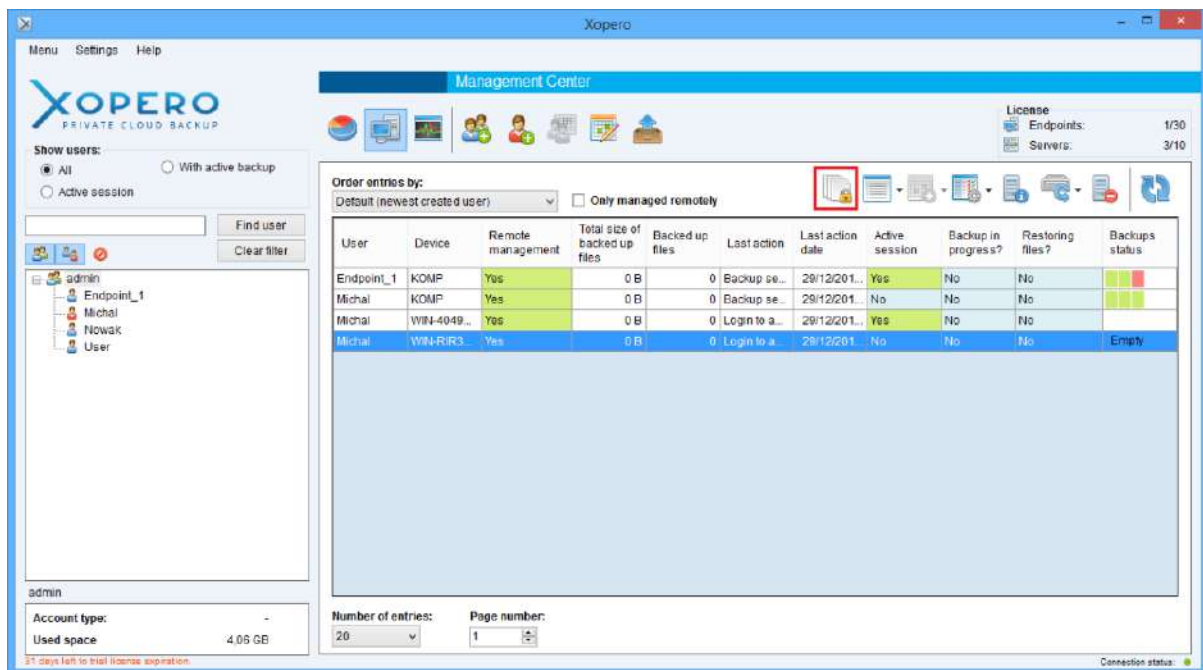 Xopero
Menu Settings Help
XOPERO
PRIVATE CLOUD BACKUP
Show users:
All
With active backup
Active session
Find user
Clear filter
admin
Endpoint_1
Michal
Nowak
User
admin
Account type: -
Used space 4,06 GB
31 days left to trial license expiration.
Management Center
License
Endpoints: 1/30
Servers: 3/10
Order entries by:
Default (newest created user)
Only managed remotely
User Device Remote management Total size of backed up files Backed up files Last action Last action date Active session Backup in progress? Restoring files? Backups status
Endpoint_1 KOMP Yes 0 B 0 Backup se... 29/12/201... Yes No No
Michal KOMP Yes 0 B 0 Backup se... 29/12/201... No No No
Michal WIN-4049... Yes 0 B 0 Login to a... 29/12/201... Yes No No
Michal WIN-RIR3... Yes 0 B 0 Login to a... 29/12/201... No No No Empty
Number of entries: Page number:
20 1
Connection status: